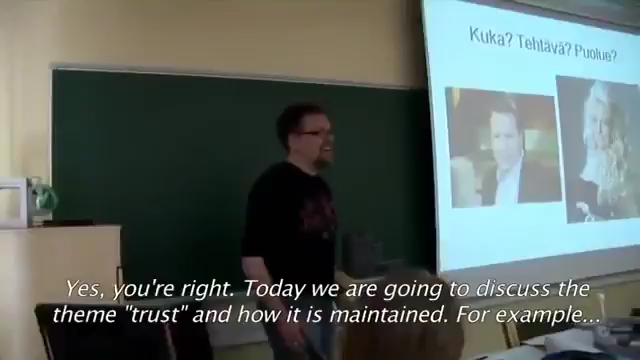 Kuka? Tehtävä? Puolue?
Yes, you're right. Today we are going to discuss the
theme "trust" and how it is maintained. For example...